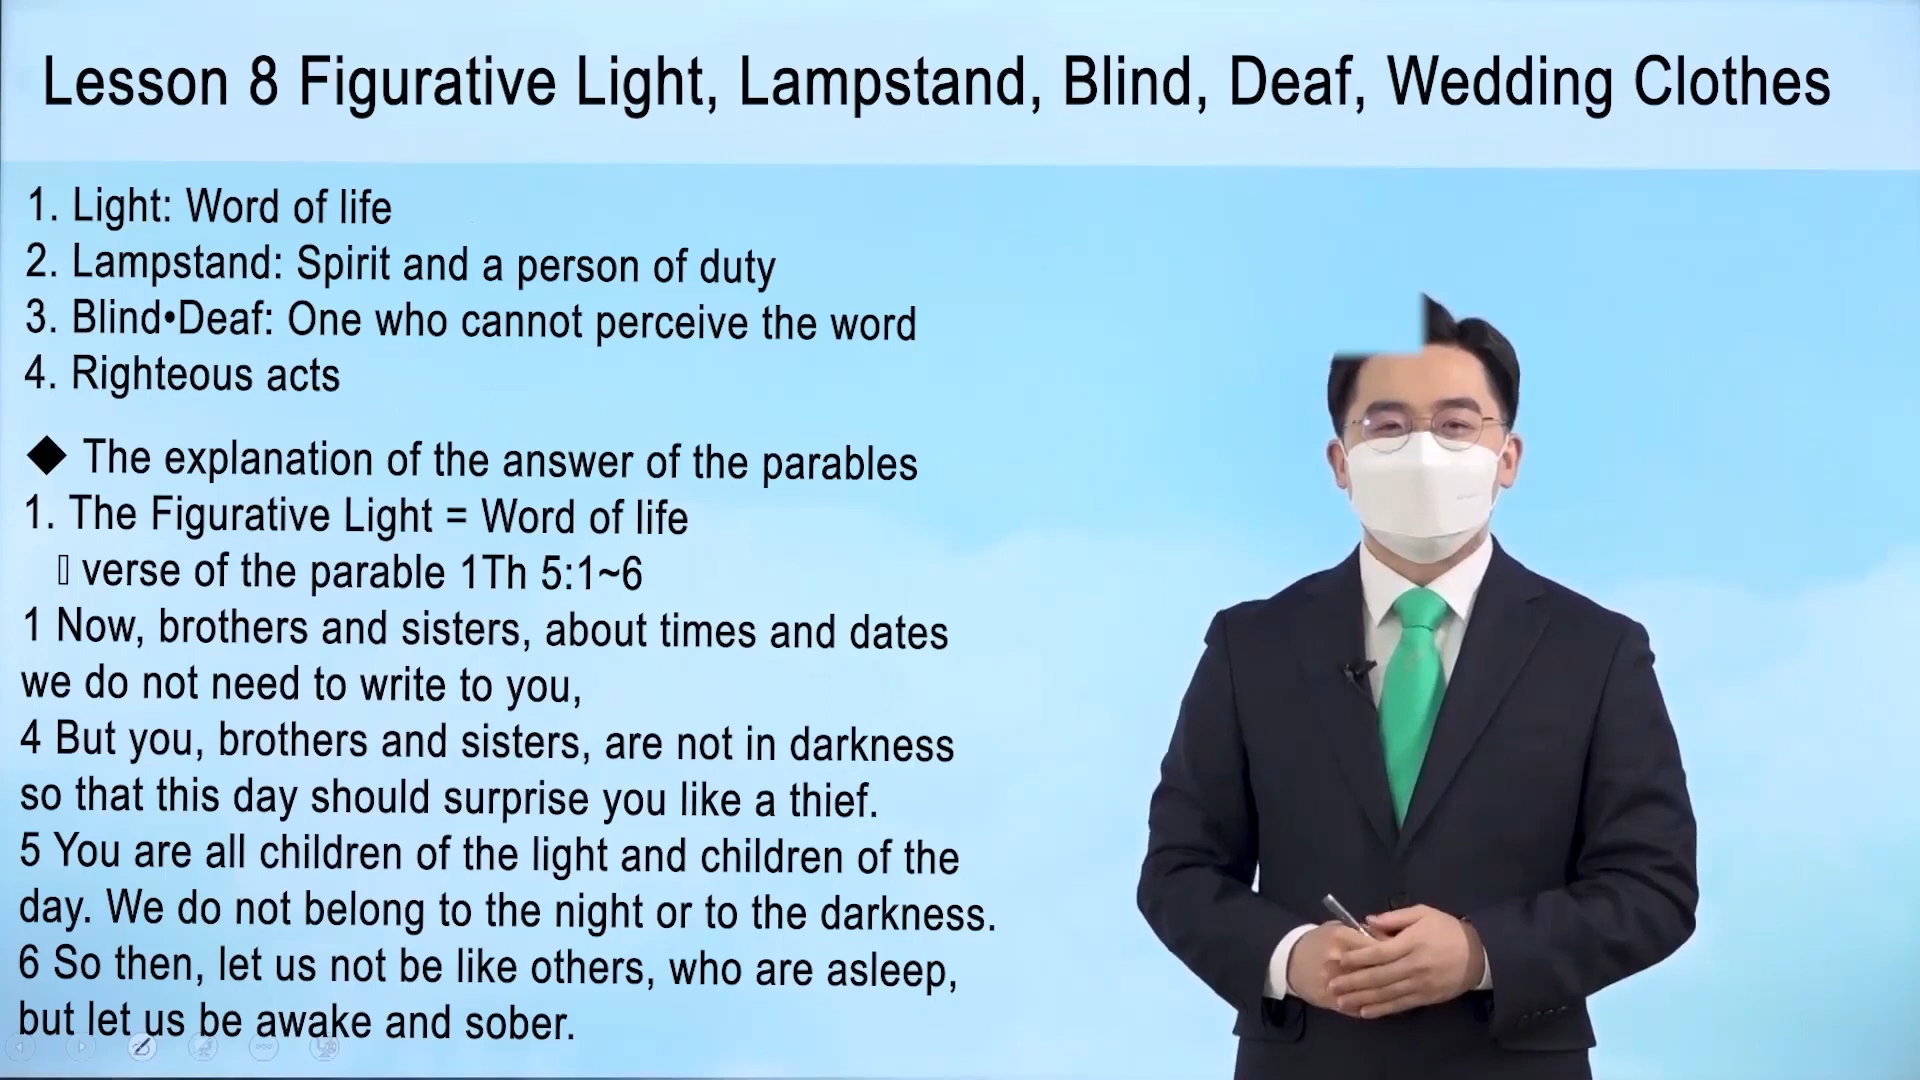 Lesson 8 Figurative Light, Lampstand, Blind, Deaf, Wedding Clothes
1. Light: Word of life
2. Lampstand: Spirit and a person of duty
3. Blind•Deaf: One who cannot perceive the word
4. Righteous acts
◆ The explanation of the answer of the parables
1. The Figurative Light = Word of life
▯ verse of the parable 1Th 5:1~6
1 Now, brothers and sisters, about times and dates
we do not need to write to you,
4 But you, brothers and sisters, are not in darkness
so that this day should surprise you like a thief.
5 You are all children of the light and children of the
day. We do not belong to the night or to the darkness.
6 So then, let us not be like others, who are asleep,
but let us be awake and sober.